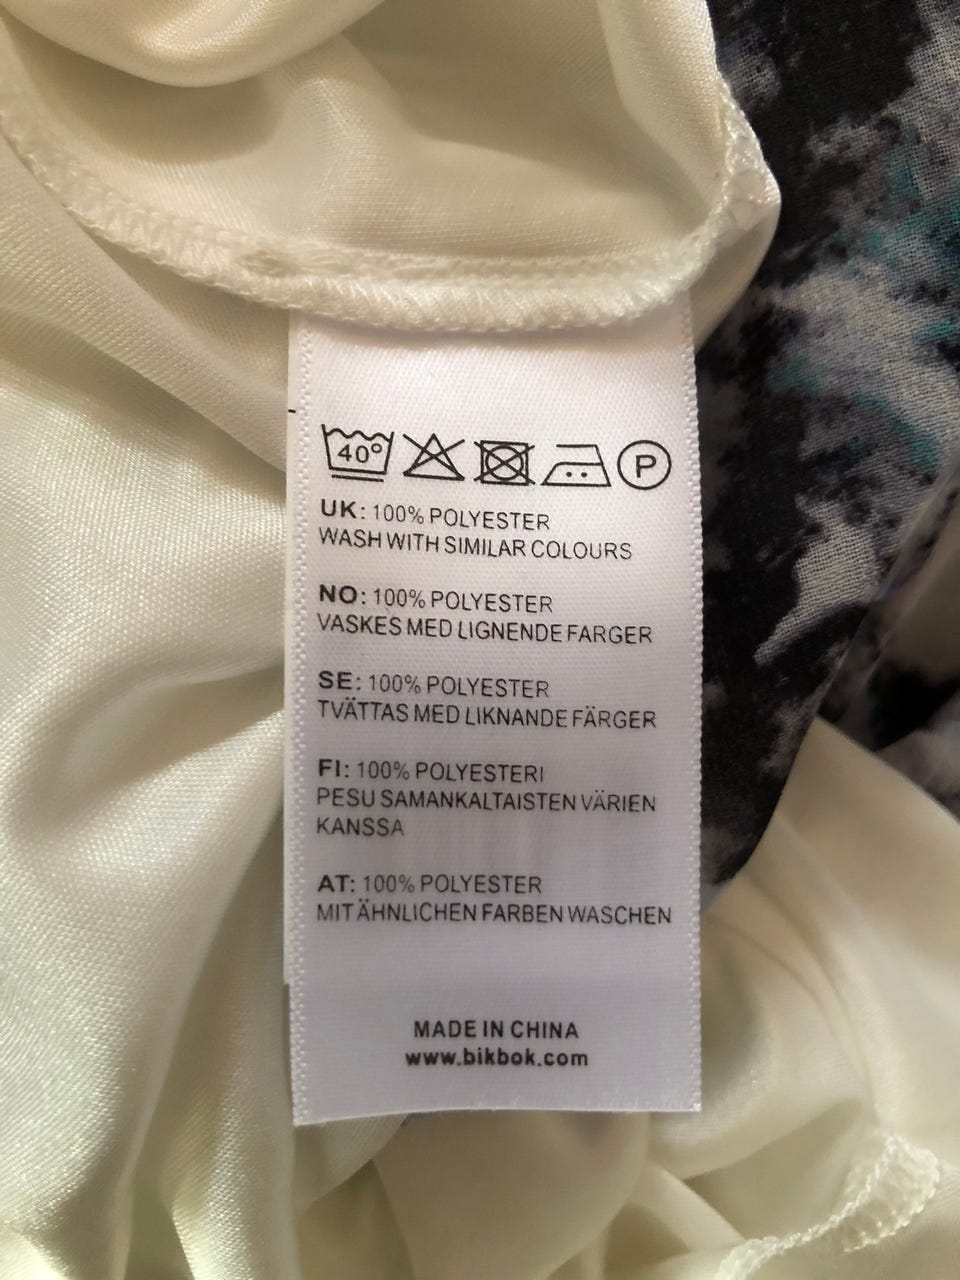 40°
P
UK: 100% POLYESTER
WASH WITH SIMILAR COLOURS
NO: 100% POLYESTER
VASKES MED LIGNENDE FARGER
SE: 100% POLYESTER
TVÄTTAS MED LIKNANDE FÄRGER
FI: 100% POLYESTERI
PESU SAMANKALTAISTEN VÄRIEN
KANSSA
AT: 100% POLYESTER
MIT ÄHNLICHEN FARBEN WASCHEN
MADE IN CHINA
www.bikbok.com